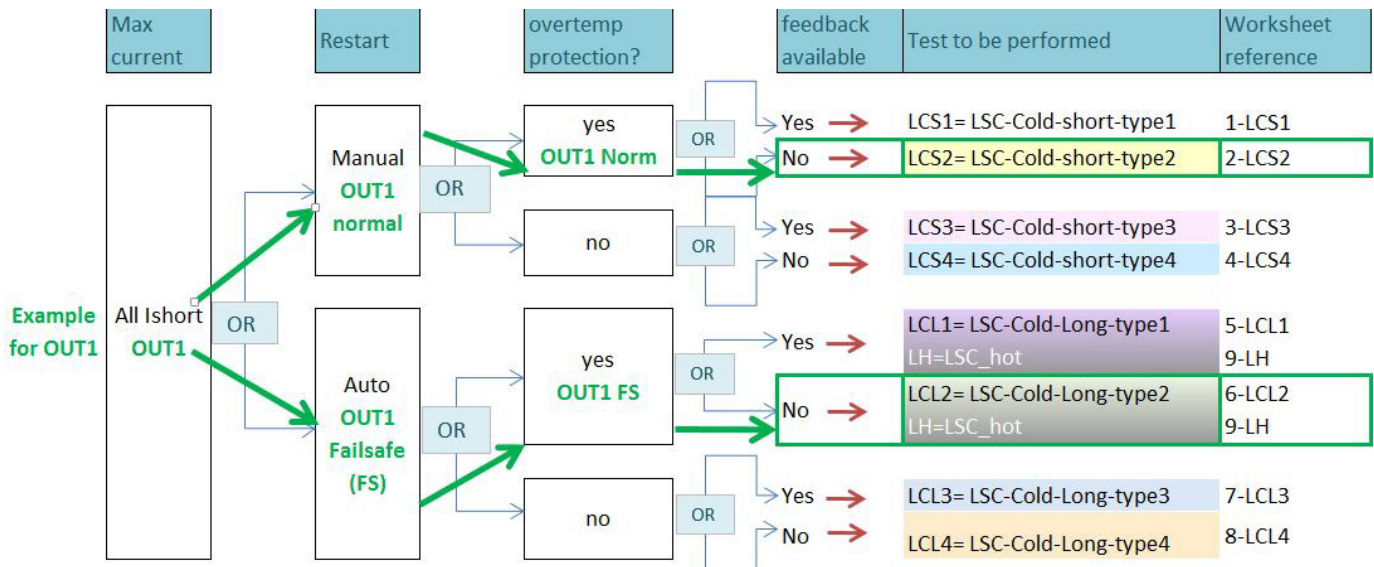 Max current
Restart
overtemp protection?
feedback available
Test to be performed
Worksheet reference
Example for OUT1
All Ishort
OUT1
OR
Manual
OUT1
normal
OR
yes
OUT1 Norm
OR
Yes
LCS1= LSC-Cold-short-type1
1-LCS1
No
LCS2= LSC-Cold-short-type2
2-LCS2
no
OR
Yes
LCS3= LSC-Cold-short-type3
3-LCS3
No
LCS4= LSC-Cold-short-type4
4-LCS4
Auto
OUT1
Failsafe
(FS)
OR
yes
OUT1 FS
OR
Yes
LCL1= LSC-Cold-Long-type1
5-LCL1
LH=LSC_hot
9-LH
No
LCL2= LSC-Cold-Long-type2
6-LCL2
LH=LSC_hot
9-LH
no
OR
Yes
LCL3= LSC-Cold-Long-type3
7-LCL3
No
LCL4= LSC-Cold-Long-type4
8-LCL4